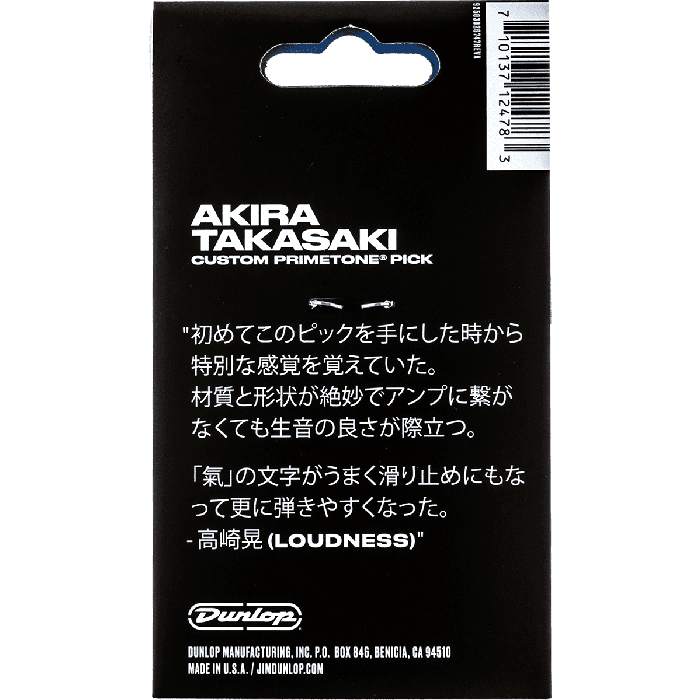 7 10137 12478 3
AKIRA
TAKASAKI
CUSTOM PRIMETONE® PICK
"初めてこのピックを手にした時から
特別な感覚を覚えていた。
材質と形状が絶妙でアンプに繋が
なくても生音の良さが際立つ。
「氣」の文字がうまく滑り止めにもな
って更に弾きやすくなった。
- 高崎晃 (LOUDNESS)"
Dunlop
DUNLOP MANUFACTURING, INC. P.O. BOX 846, BENICIA, CA 94510
MADE IN U.S.A. / JIMDUNLOP.COM